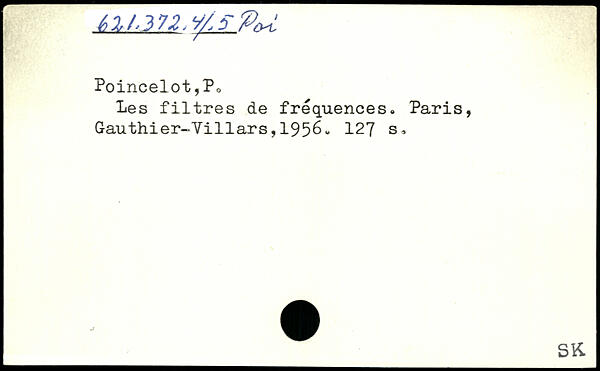 621.372.4/.5 Poi
Poincelot,P.
Les filtres de fréquences. Paris,
Gauthier-Villars,1956. 127 s.
SK